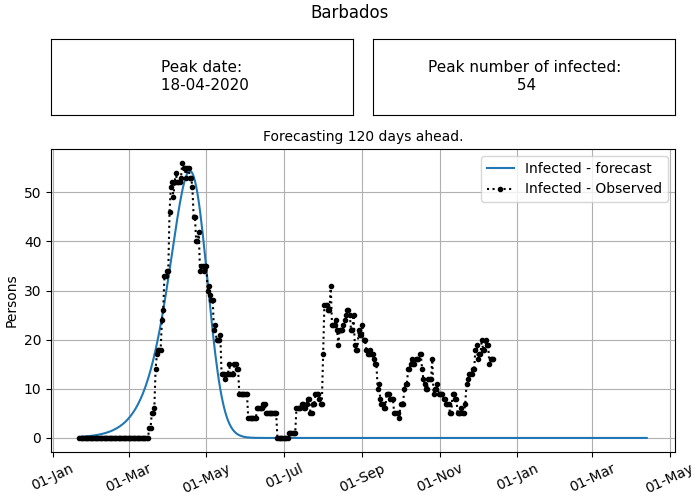 Barbados
Peak date:
18-04-2020
Peak number of infected:
54
Forecasting 120 days ahead.
Infected - forecast
Infected - Observed
Persons
50
40
30
20
10
0
01-Jan
01-Mar
01-May
01-Jul
01-Sep
01-Nov
01-Jan
01-Mar
01-May